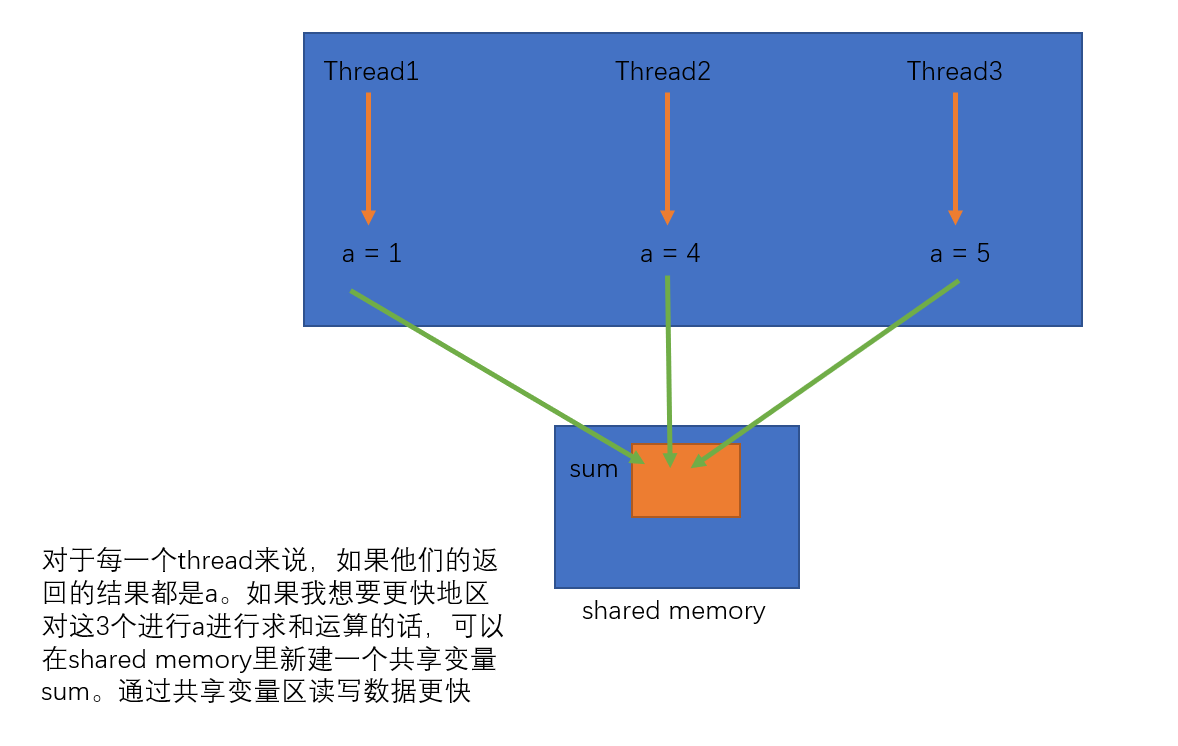 Thread1 Thread2 Thread3
a = 1 a = 4 a = 5
sum
对于每一个thread来说，如果他们的返
回的结果都是a。如果我想要更快地区
对这3个进行a进行求和运算的话，可以
在shared memory里新建一个共享变量
sum。通过共享变量区读写数据更快
shared memory